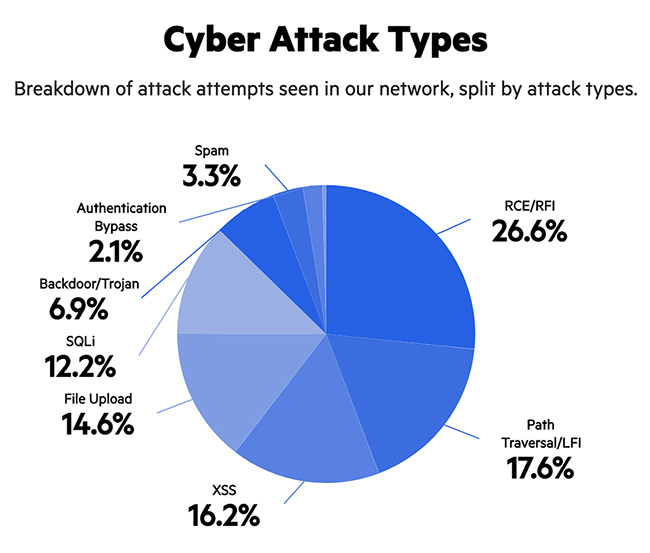 Cyber Attack Types
Breakdown of attack attempts seen in our network, split by attack types.
Spam
3.3%
Authentication
Bypass
2.1%
Backdoor/Trojan
6.9%
SQLi
12.2%
File Upload
14.6%
XSS
16.2%
RCE/RFI
26.6%
Path
Traversal/LFI
17.6%